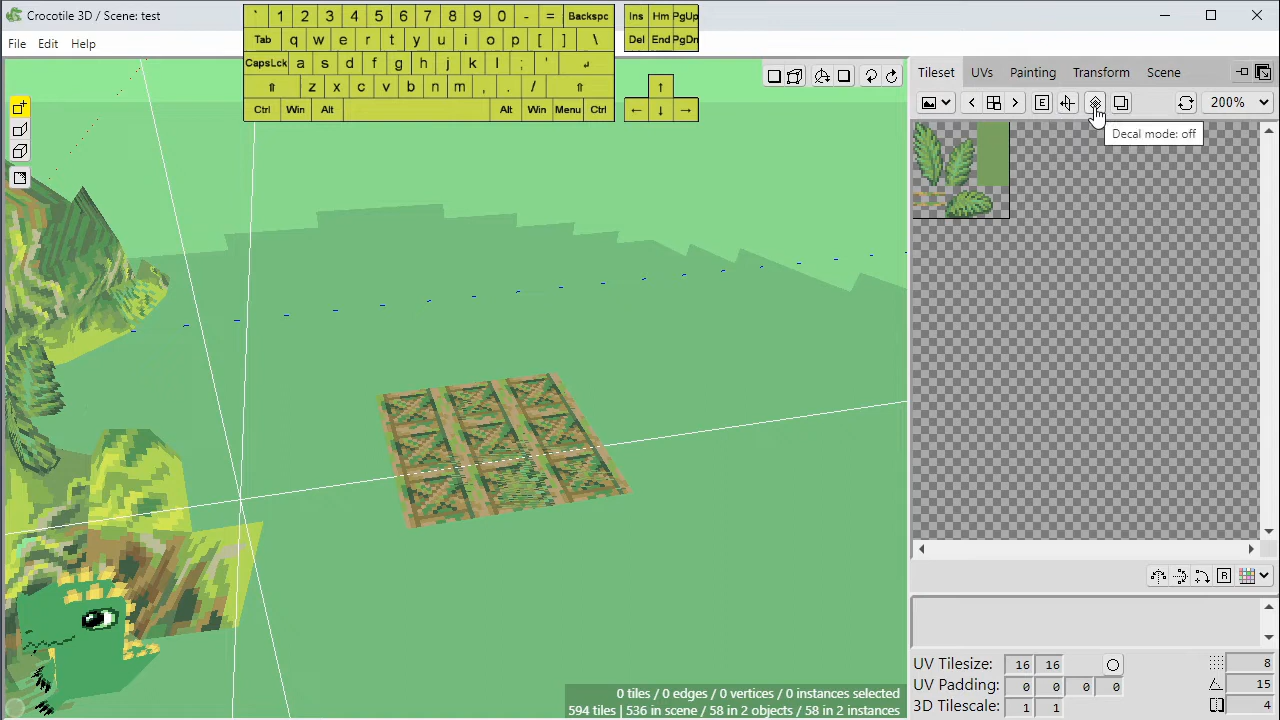 Crocotile 3D / Scene: test
File Edit Help
` 1 2 3 4 5 6 7 8 9 0 - = Backspc
Tab q w e r t y u i o p [ ] \
CapsLck a s d f g h j k l ; '
z x c v b n m , . /
Ctrl Win Alt Alt Win Menu Ctrl
Ins Hm PgUp
Del End PgDn
↑
← ↓ →
Tileset UVs Painting Transform Scene
E 200%
Decal mode: off
R
UV Tilesize: 16 16 8
UV Padding: 0 0 0 0 15
3D Tilescale: 1 1 4
0 tiles / 0 edges / 0 vertices / 0 instances selected
594 tiles | 536 in scene / 58 in 2 objects / 58 in 2 instances